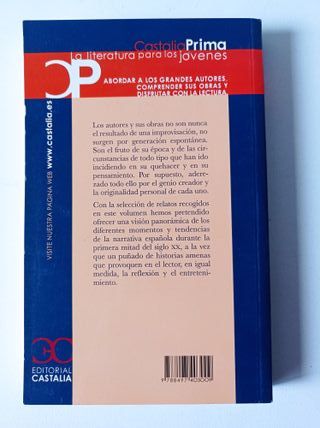 CastaliaPrima
La literatura para los jóvenes
CP
ABORDAR A LOS GRANDES AUTORES,
COMPRENDER SUS OBRAS Y
DISFRUTAR CON LA LECTURA
VISITE NUESTRA PÁGINA WEB www.castalia.es
Los autores y sus obras no son nunca
el resultado de una improvisación, no
surgen por generación espontánea.
Son el fruto de su época y de las cir-
cunstancias de todo tipo que han ido
incidiendo en su quehacer y en su
pensamiento. Por supuesto, adere-
zado todo ello por el genio creador y
la originalidad personal de cada uno.
Con la selección de relatos recogidos
en este volumen hemos pretendido
ofrecer una visión panorámica de los
diferentes momentos y tendencias
de la narrativa española durante la
primera mitad del siglo XX, a la vez
que un puñado de historias amenas
que provoquen en el lector, en igual
medida, la reflexión y el entreteni-
miento.
EDITORIAL
CASTALIA
9788497403009